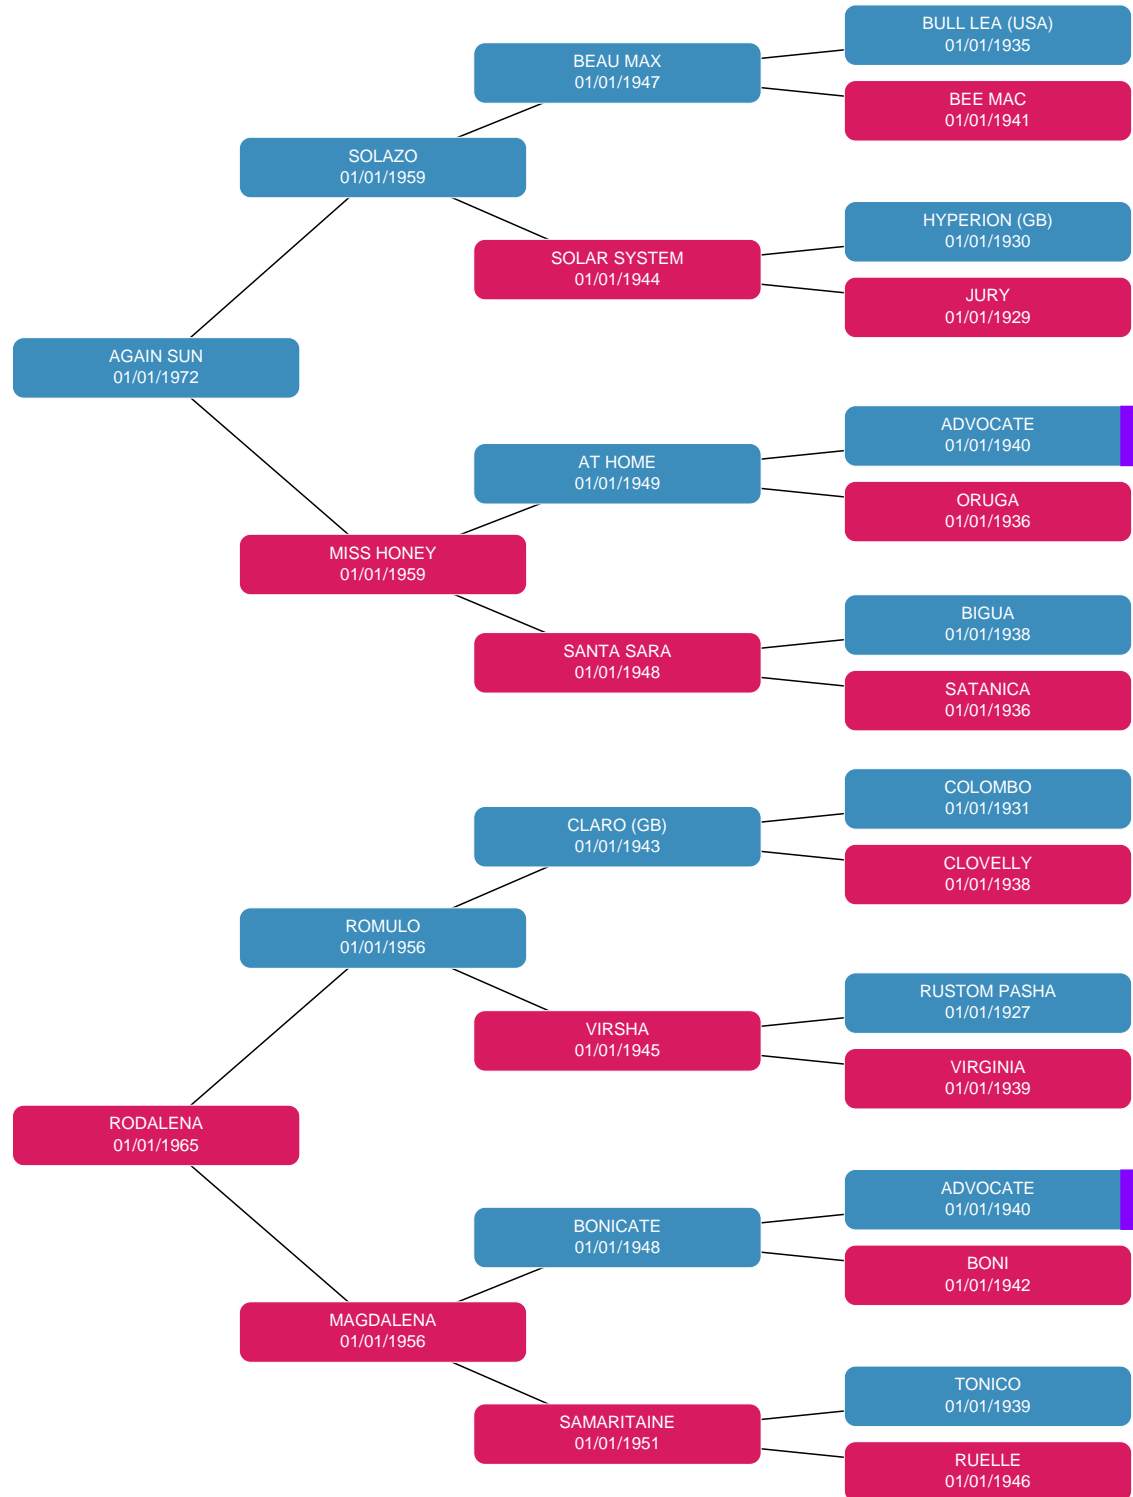 BULL LEA (USA)
01/01/1935
BEAU MAX
01/01/1947
BEE MAC
01/01/1941
SOLAZO
01/01/1959
HYPERION (GB)
01/01/1930
SOLAR SYSTEM
01/01/1944
JURY
01/01/1929
AGAIN SUN
01/01/1972
ADVOCATE
01/01/1940
AT HOME
01/01/1949
ORUGA
01/01/1936
MISS HONEY
01/01/1959
BIGUA
01/01/1938
SANTA SARA
01/01/1948
SATANICA
01/01/1936
COLOMBO
01/01/1931
CLARO (GB)
01/01/1943
CLOVELLY
01/01/1938
ROMULO
01/01/1956
RUSTOM PASHA
01/01/1927
VIRSHA
01/01/1945
VIRGINIA
01/01/1939
RODALENA
01/01/1965
ADVOCATE
01/01/1940
BONICATE
01/01/1948
BONI
01/01/1942
MAGDALENA
01/01/1956
TONICO
01/01/1939
SAMARITAINE
01/01/1951
RUELLE
01/01/1946